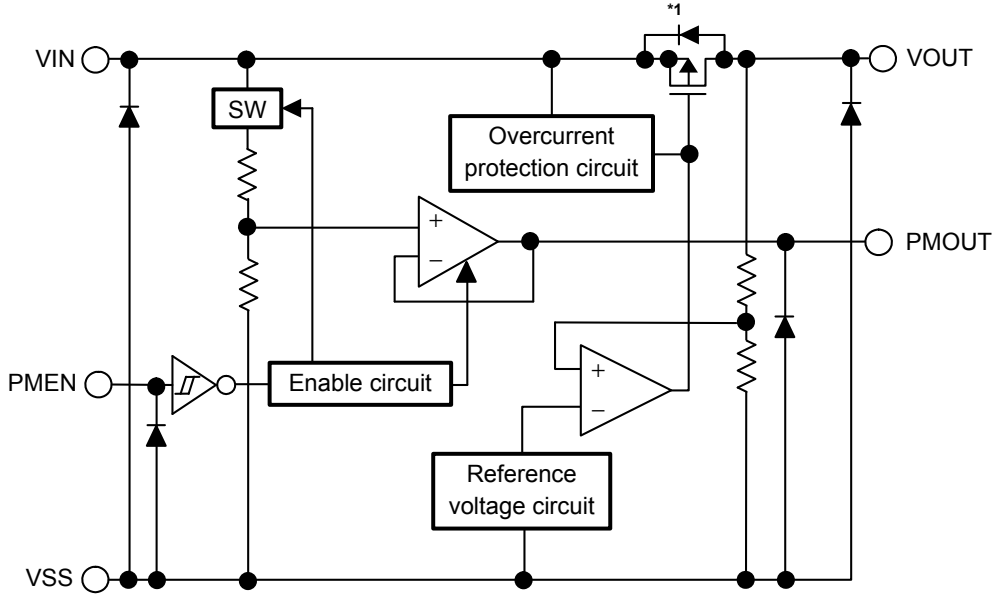 *1
VIN
VOUT
SW
Overcurrent
protection circuit
+
−
PMOUT
PMEN
Enable circuit
+
−
Reference
voltage circuit
VSS